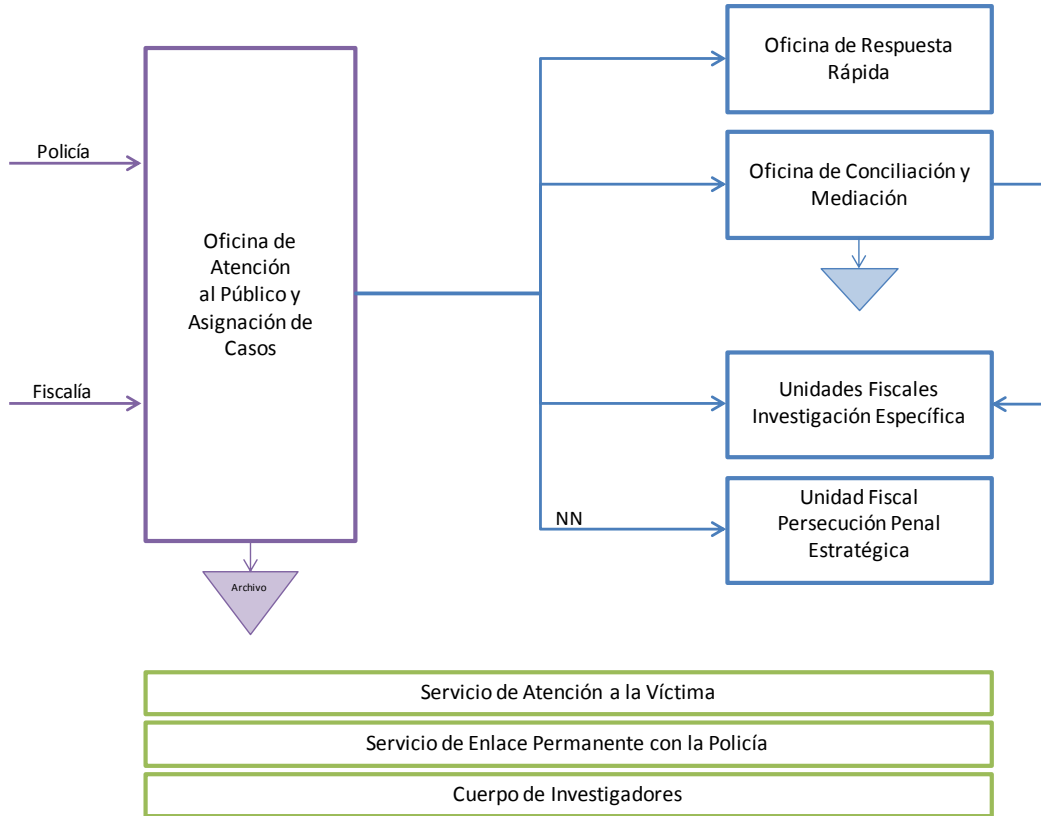 Policía
Fiscalía
Oficina de
Atención
al Público y
Asignación de
Casos
Archivo
Oficina de Respuesta
Rápida
Oficina de Conciliación y
Mediación
Unidades Fiscales
Investigación Específica
NN
Unidad Fiscal
Persecución Penal
Estratégica
Servicio de Atención a la Víctima
Servicio de Enlace Permanente con la Policía
Cuerpo de Investigadores